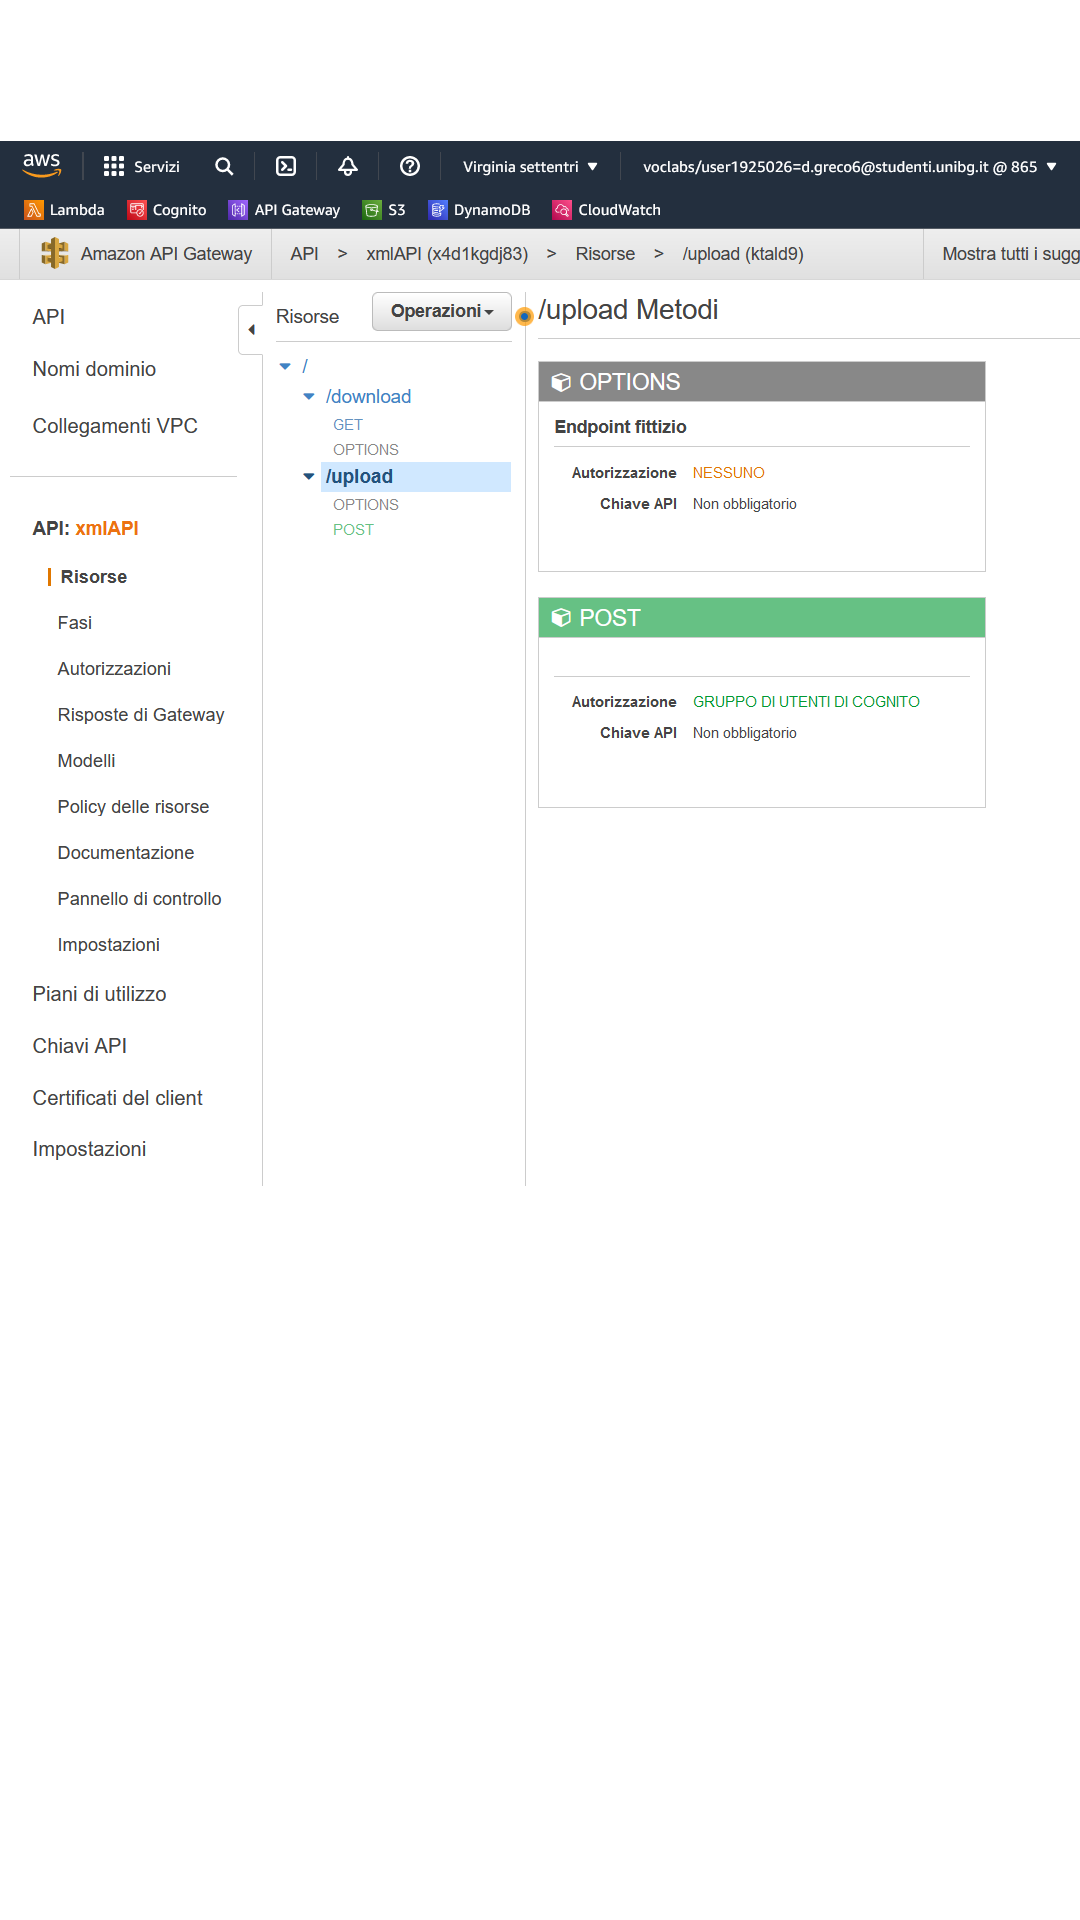 aws Servizi Virginia settentri voclabs/user1925026=d.greco6@studenti.unibg.it @ 865
Lambda Cognito API Gateway S3 DynamoDB CloudWatch
Amazon API Gateway API > xmlAPI (x4d1kgdj83) > Risorse > /upload (ktald9) Mostra tutti i sugg
API
Nomi dominio
Collegamenti VPC
API: xmlAPI
Risorse
Fasi
Autorizzazioni
Risposte di Gateway
Modelli
Policy delle risorse
Documentazione
Pannello di controllo
Impostazioni
Piani di utilizzo
Chiavi API
Certificati del client
Impostazioni
Risorse Operazioni
/
/download
GET
OPTIONS
/upload
OPTIONS
POST
/upload Metodi
OPTIONS
Endpoint fittizio
Autorizzazione NESSUNO
Chiave API Non obbligatorio
POST
Autorizzazione GRUPPO DI UTENTI DI COGNITO
Chiave API Non obbligatorio